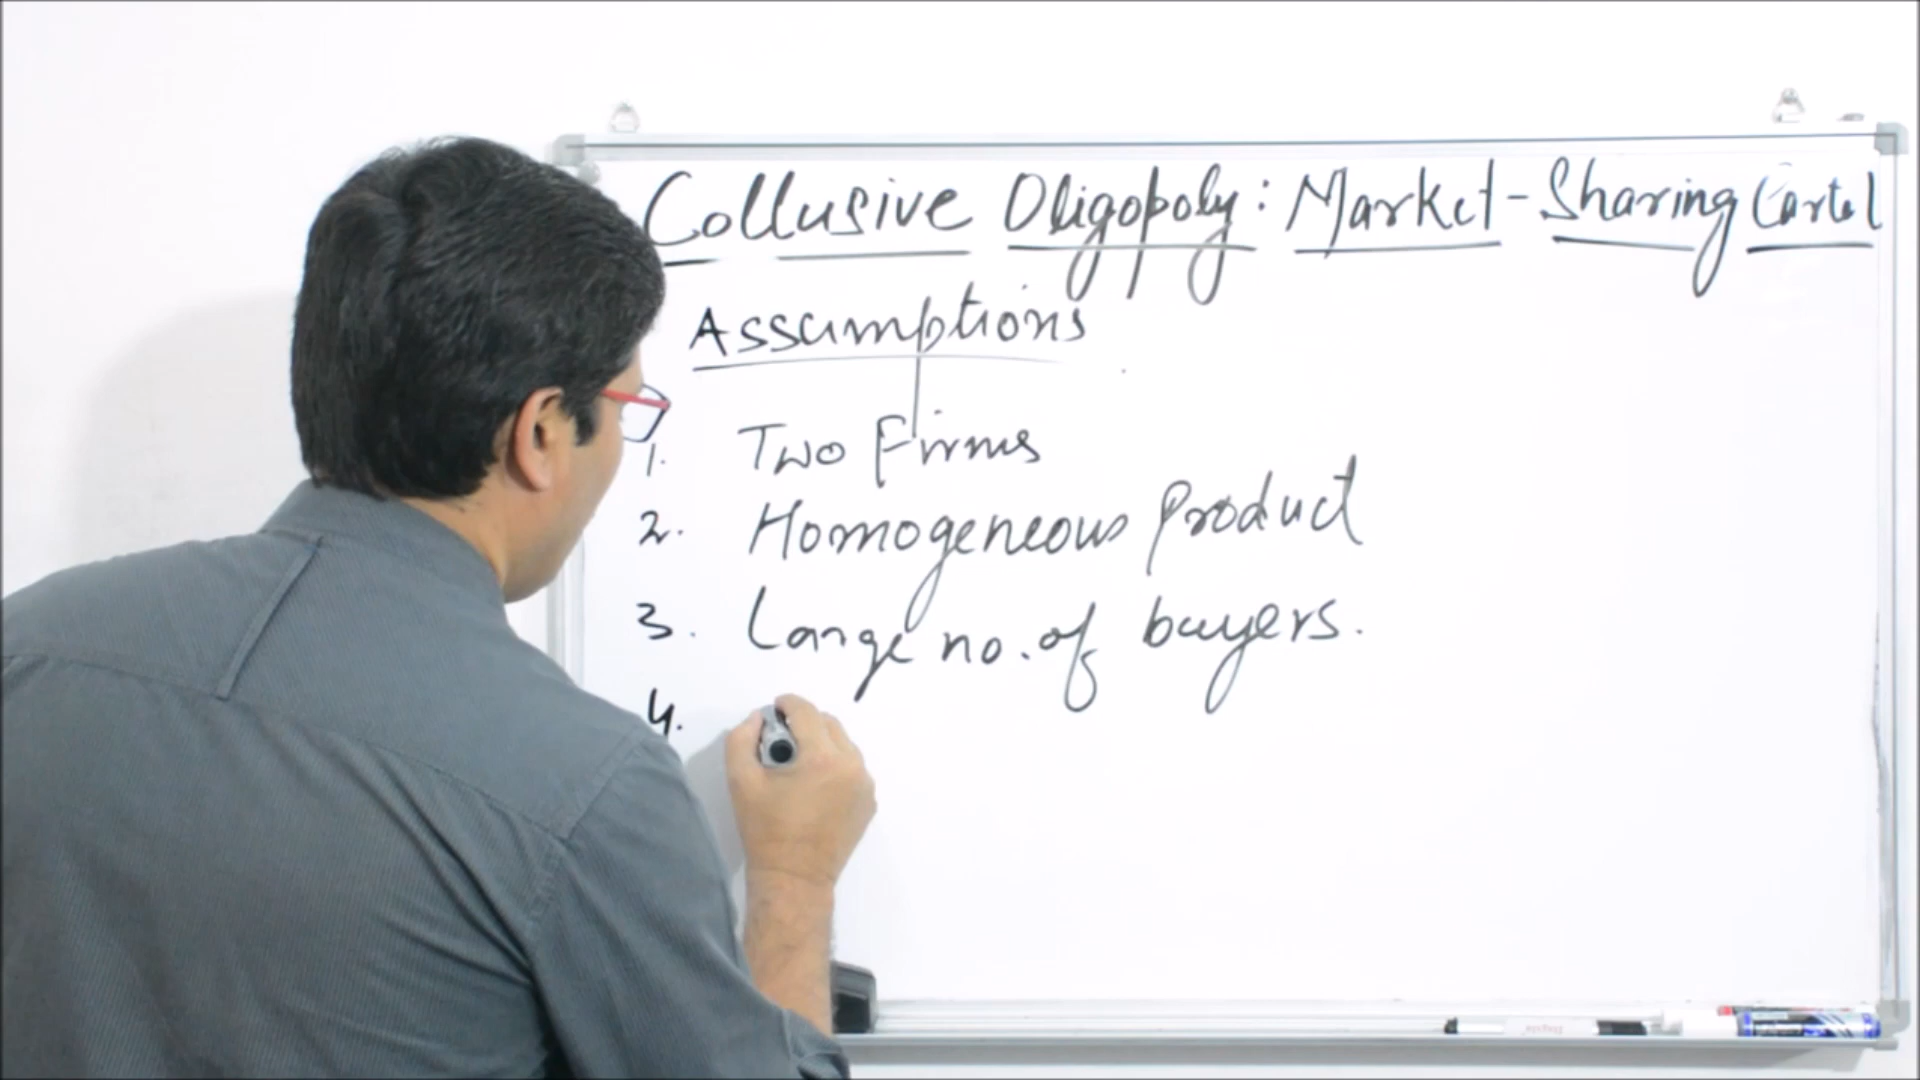 Collusive Oligopoly: Market-Sharing Cartel
Assumptions
1. Two Firms
2. Homogeneous Product
3. Large no. of buyers.
4.